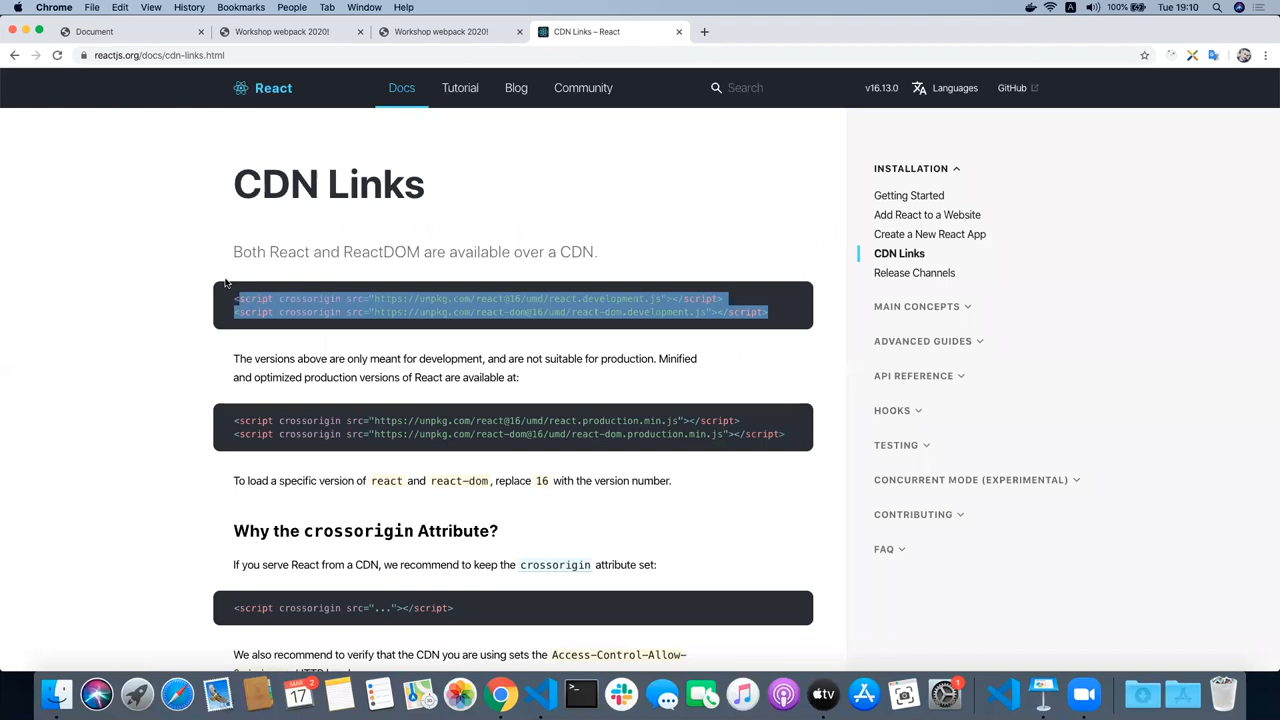 Chrome File Edit View History Bookmarks People Tab Window Help 100% Tue 19:10
Document
Workshop webpack 2020!
Workshop webpack 2020!
CDN Links – React
reactjs.org/docs/cdn-links.html
React Docs Tutorial Blog Community Search v16.13.0 Languages GitHub
CDN Links
Both React and ReactDOM are available over a CDN.
<script crossorigin src="https://unpkg.com/react@16/umd/react.development.js"></script>
<script crossorigin src="https://unpkg.com/react-dom@16/umd/react-dom.development.js"></script>
The versions above are only meant for development, and are not suitable for production. Minified
and optimized production versions of React are available at:
<script crossorigin src="https://unpkg.com/react@16/umd/react.production.min.js"></script>
<script crossorigin src="https://unpkg.com/react-dom@16/umd/react-dom.production.min.js"></script>
To load a specific version of react and react-dom, replace 16 with the version number.
Why the crossorigin Attribute?
If you serve React from a CDN, we recommend to keep the crossorigin attribute set:
<script crossorigin src="..."></script>
We also recommend to verify that the CDN you are using sets the Access-Control-Allow-
INSTALLATION
Getting Started
Add React to a Website
Create a New React App
CDN Links
Release Channels
MAIN CONCEPTS
ADVANCED GUIDES
API REFERENCE
HOOKS
TESTING
CONCURRENT MODE (EXPERIMENTAL)
CONTRIBUTING
FAQ
MAR 2
17
1
tv